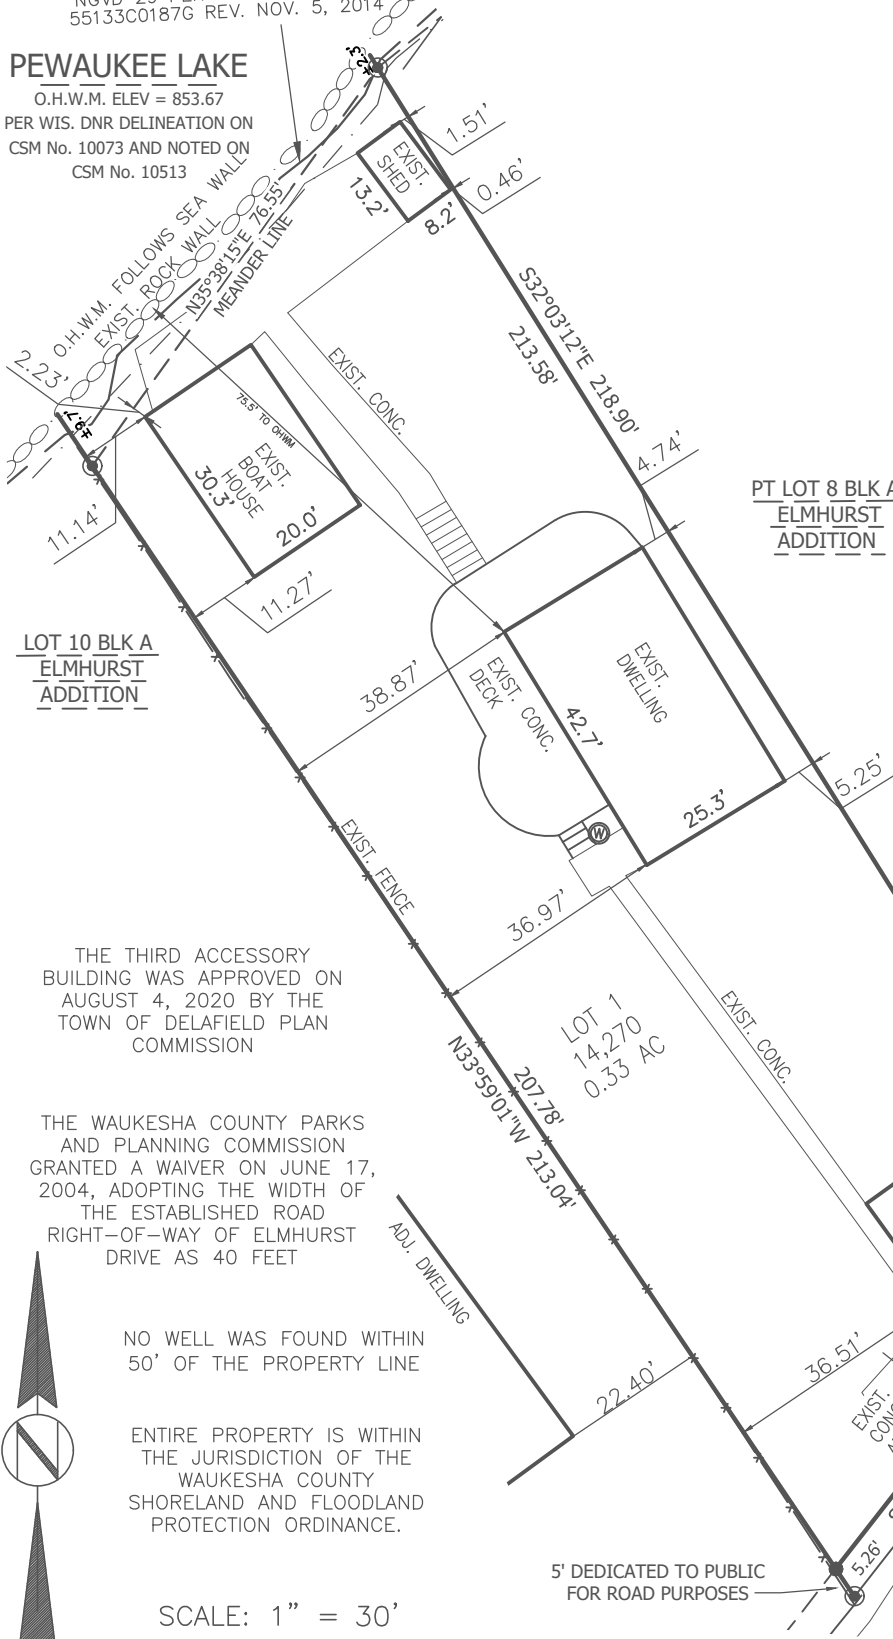 55133C0187G REV. NOV. 5, 2014
PEWAUKEE LAKE
O.H.W.M. ELEV = 853.67
PER WIS. DNR DELINEATION ON
CSM No. 10073 AND NOTED ON
CSM No. 10513
±2.3'
1.51'
EXIST.
SHED
13.2'
8.2'
0.46'
O.H.W.M. FOLLOWS SEA WALL
EXIST. ROCK WALL
N35°38'15"E 76.55'
MEANDER LINE
S32°03'12"E 218.90'
213.58'
2.23'
±9.7'
EXIST. CONC.
75.5' TO OHWM
EXIST.
BOAT
HOUSE
30.3'
20.0'
11.14'
11.27'
4.74'
PT LOT 8 BLK A
ELMHURST
ADDITION
LOT 10 BLK A
ELMHURST
ADDITION
38.87'
EXIST. CONC.
DECK
EXIST.
DWELLING
42.7'
25.3'
5.25'
W
EXIST. FENCE
36.97'
THE THIRD ACCESSORY
BUILDING WAS APPROVED ON
AUGUST 4, 2020 BY THE
TOWN OF DELAFIELD PLAN
COMMISSION
LOT 1
14,270
0.33 AC
EXIST. CONC.
207.78'
N33°59'01"W 213.04'
THE WAUKESHA COUNTY PARKS
AND PLANNING COMMISSION
GRANTED A WAIVER ON JUNE 17,
2004, ADOPTING THE WIDTH OF
THE ESTABLISHED ROAD
RIGHT-OF-WAY OF ELMHURST
DRIVE AS 40 FEET
ADJ. DWELLING
NO WELL WAS FOUND WITHIN
50' OF THE PROPERTY LINE
22.40'
36.51'
EXIST.
N
ENTIRE PROPERTY IS WITHIN
THE JURISDICTION OF THE
WAUKESHA COUNTY
SHORELAND AND FLOODLAND
PROTECTION ORDINANCE.
5.26'
5' DEDICATED TO PUBLIC
FOR ROAD PURPOSES
SCALE: 1" = 30'